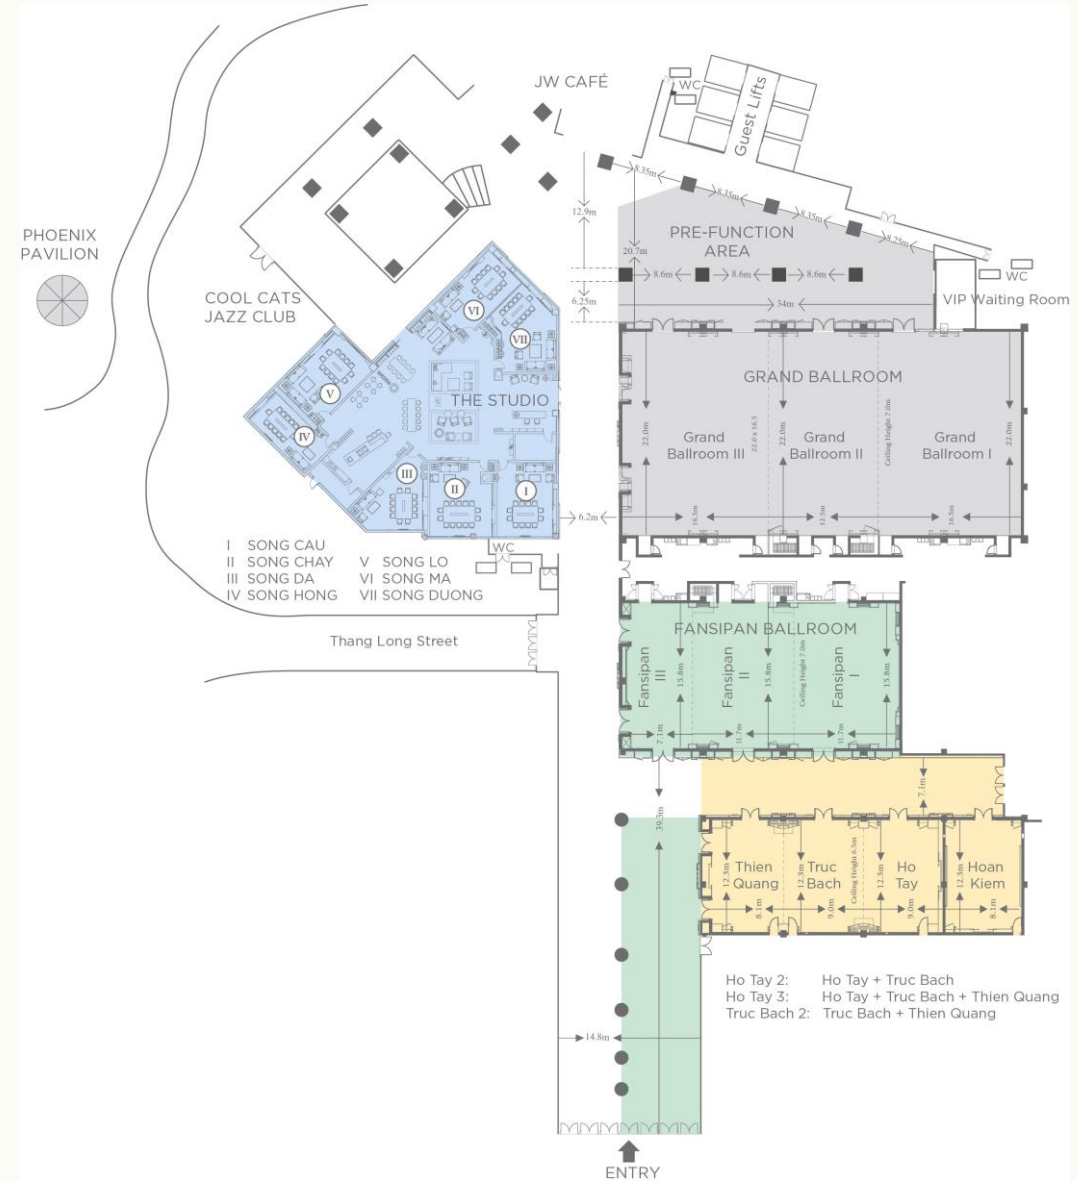 JW CAFÉ
WC
Guest Lifts
8.35m
8.35m
8.35m
8.25m
12.9m
20.7m
PRE-FUNCTION
AREA
PHOENIX
PAVILION
8.6m
8.6m
8.6m
WC
6.25m
34m
VIP Waiting Room
COOL CATS
JAZZ CLUB
VI
VII
V
IV
THE STUDIO
III
II
I
GRAND BALLROOM
22.0m
22.0 x 16.5
22.0m
Ceiling Height 7.0m
22.0m
Grand
Ballroom III
Grand
Ballroom II
Grand
Ballroom I
6.2m
16.5m
12.5m
16.5m
WC
I SONG CAU
II SONG CHAY
III SONG DA
IV SONG HONG
V SONG LO
VI SONG MA
VII SONG DUONG
Thang Long Street
FANSIPAN BALLROOM
Fansipan
III
15.8m
Fansipan
II
15.8m
Ceiling Height 7.0m
Fansipan
I
15.8m
7.1m
11.7m
11.7m
7.1m
39.3m
12.3m
Thien
Quang
12.3m
Truc
Bach
Ceiling Height 6.5m
12.3m
Ho
Tay
12.3m
Hoan
Kiem
8.1m
9.0m
9.0m
8.1m
Ho Tay 2: Ho Tay + Truc Bach
Ho Tay 3: Ho Tay + Truc Bach + Thien Quang
Truc Bach 2: Truc Bach + Thien Quang
14.8m
ENTRY